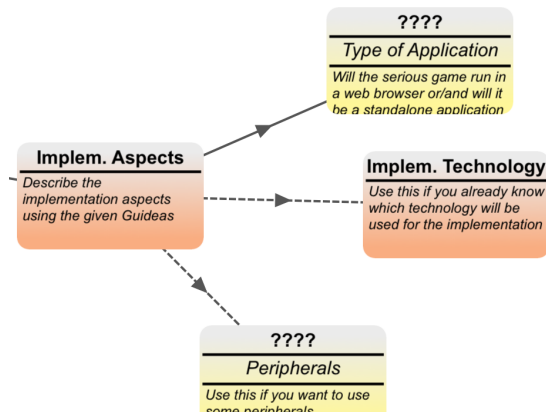 ????
Type of Application
Will the serious game run in
a web browser or/and will it
be a standalone application
Implem. Aspects
Describe the
implementation aspects
using the given Guideas
Implem. Technology
Use this if you already know
which technology will be
used for the implementation
????
Peripherals
Use this if you want to use
some peripherals